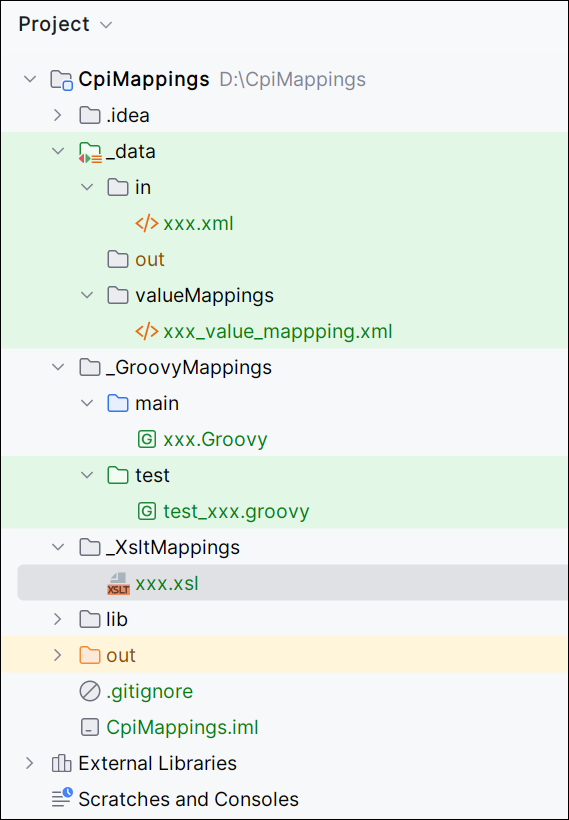 Project
CpiMappings D:\CpiMappings
.idea
_data
in
xxx.xml
out
valueMappings
xxx_value_mappping.xml
_GroovyMappings
main
xxx.Groovy
test
test_xxx.groovy
_XsltMappings
xxx.xsl
lib
out
.gitignore
CpiMappings.iml
External Libraries
Scratches and Consoles